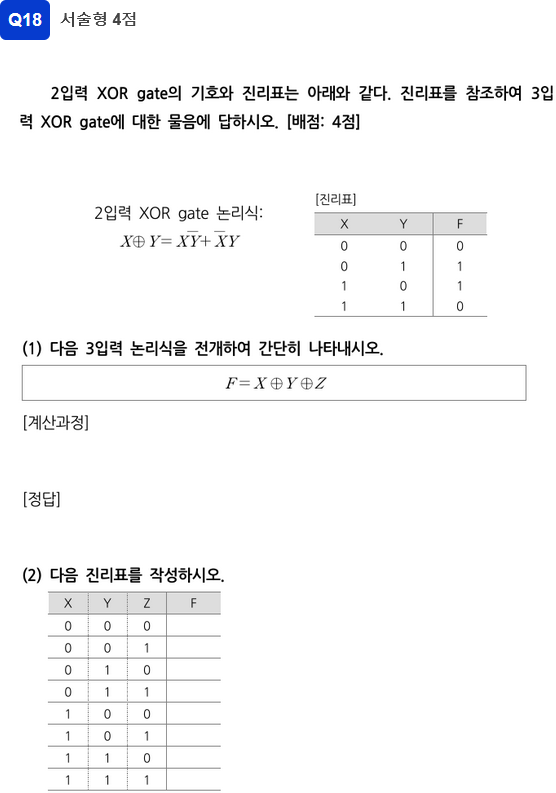 Q18 서술형 4점
2입력 XOR gate의 기호와 진리표는 아래와 같다. 진리표를 참조하여 3입
력 XOR gate에 대한 물음에 답하시오. [배점: 4점]
2입력 XOR gate 논리식:
X⊕Y=XY̅+X̅Y
[진리표]
X Y F
0 0 0
0 1 1
1 0 1
1 1 0
(1) 다음 3입력 논리식을 전개하여 간단히 나타내시오.
F=X⊕Y⊕Z
[계산과정]
[정답]
(2) 다음 진리표를 작성하시오.
X Y Z F
0 0 0
0 0 1
0 1 0
0 1 1
1 0 0
1 0 1
1 1 0
1 1 1